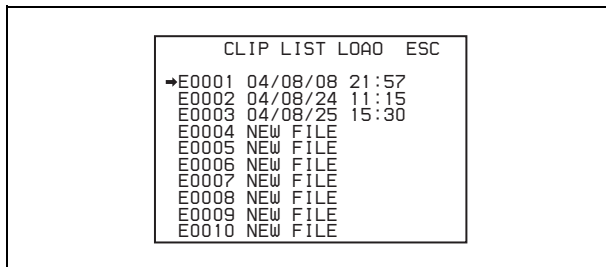 CLIP LIST LOAO ESC
➡E0001 04/08/08 21:57
E0002 04/08/24 11:15
E0003 04/08/25 15:30
E0004 NEW FILE
E0005 NEW FILE
E0006 NEW FILE
E0007 NEW FILE
E0008 NEW FILE
E0009 NEW FILE
E0010 NEW FILE